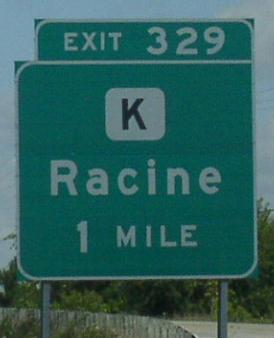 EXIT 329
K
Racine
1 MILE